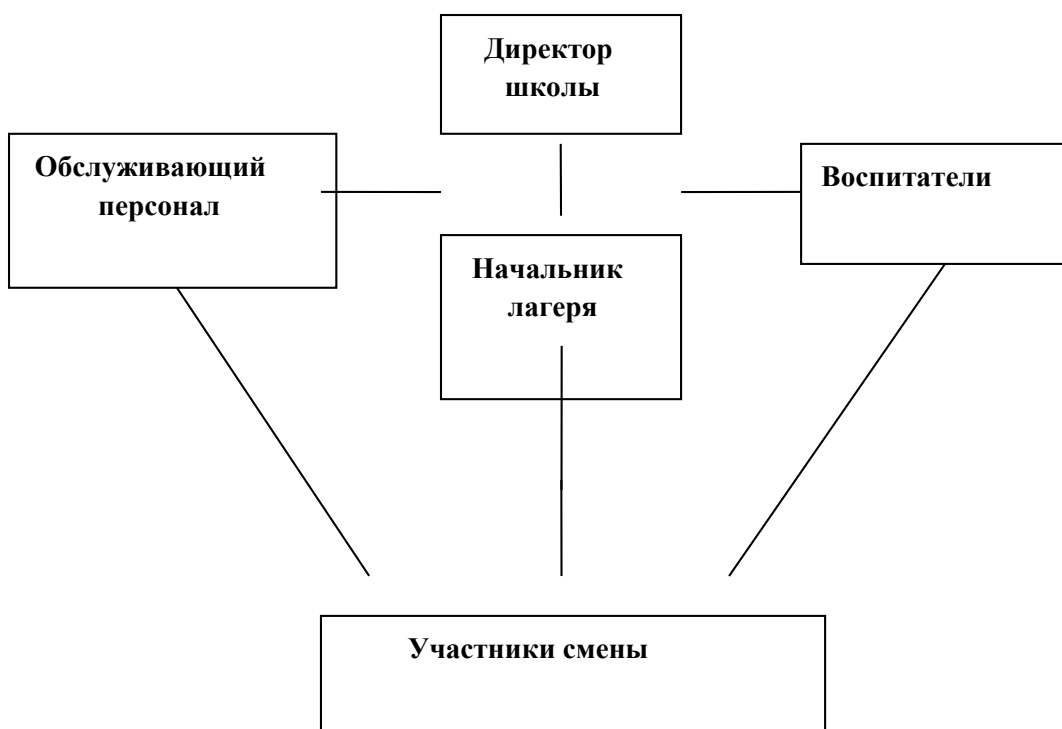 Директор
школы
Обслуживающий
персонал
Воспитатели
Начальник
лагеря
Участники смены